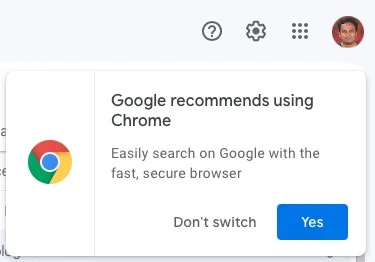 Google recommends using
Chrome
Easily search on Google with the
fast, secure browser
Don't switch
Yes